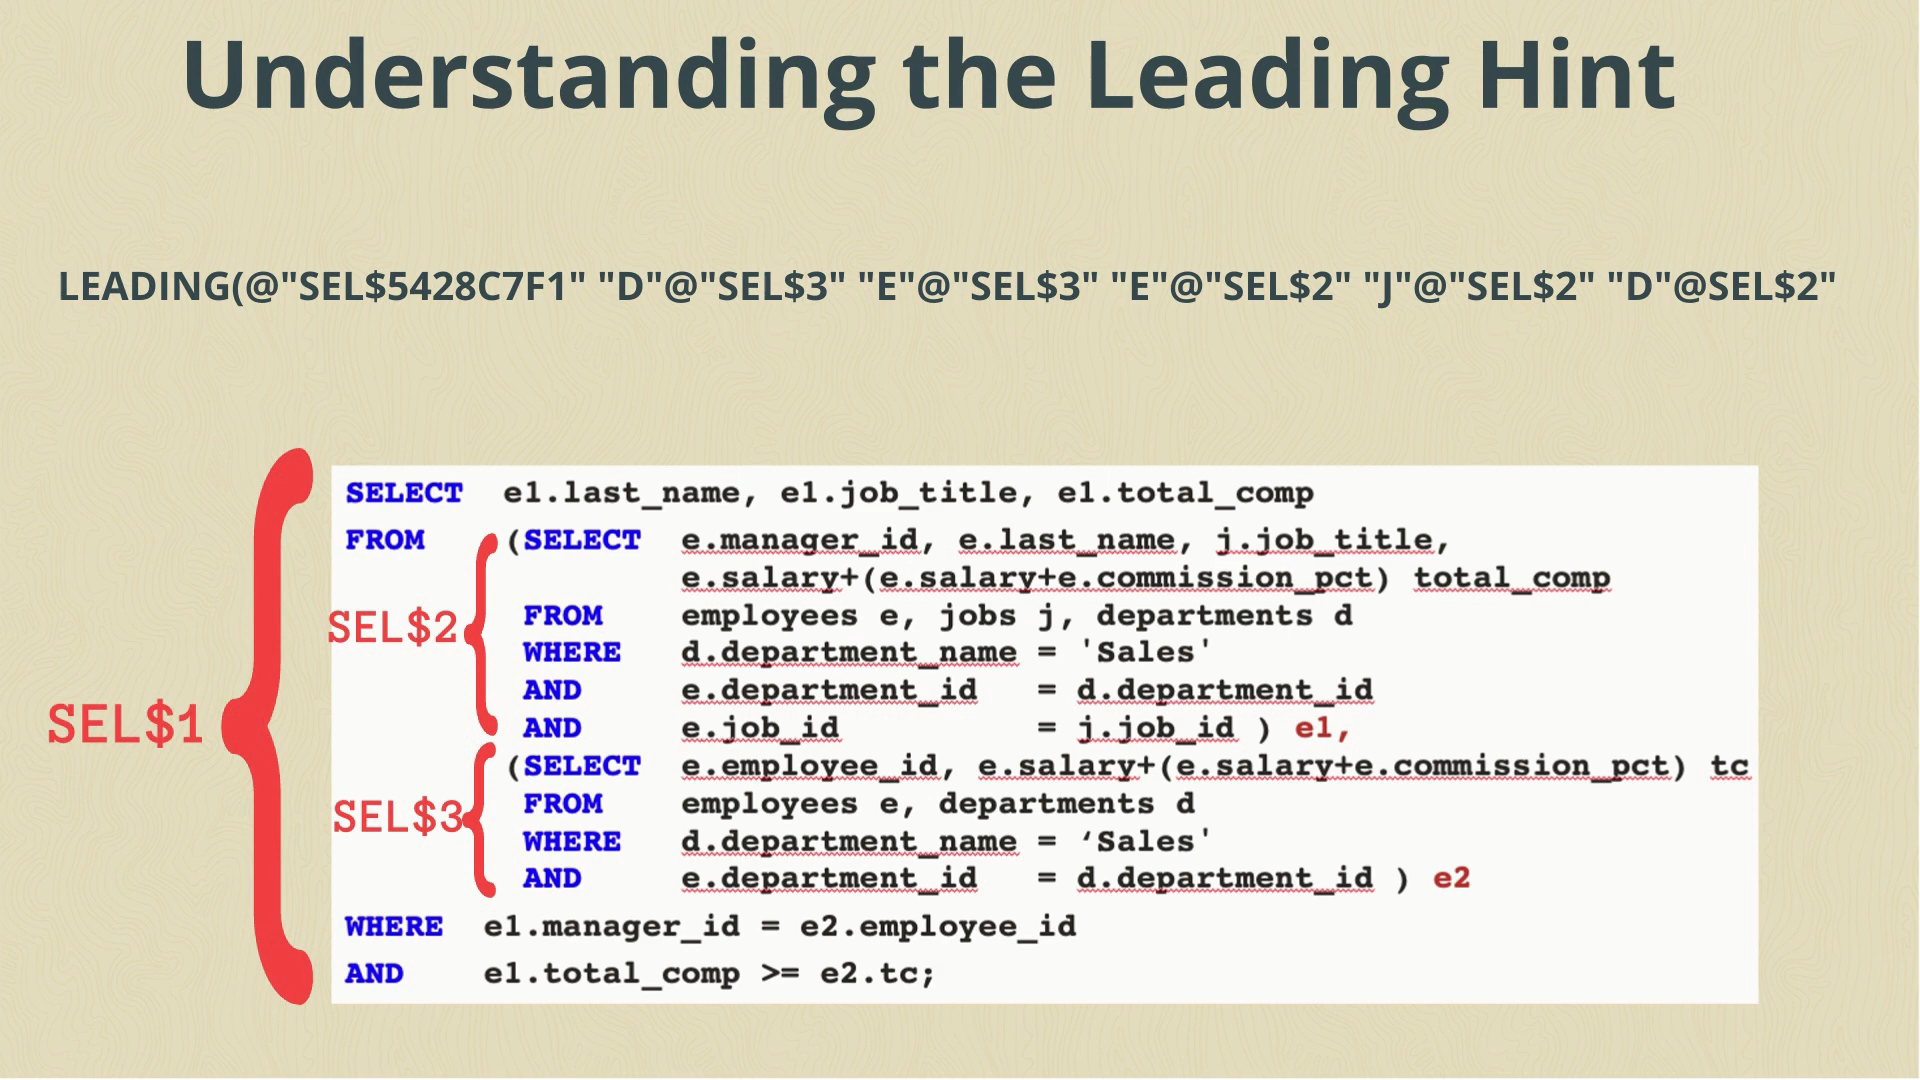 Understanding the Leading Hint
LEADING(@"SEL$5428C7F1" "D"@"SEL$3" "E"@"SEL$3" "E"@"SEL$2" "J"@"SEL$2" "D"@SEL$2"
SELECT e1.last_name, e1.job_title, e1.total_comp
FROM (SELECT e.manager_id, e.last_name, j.job_title,
e.salary+(e.salary+e.commission_pct) total_comp
SEL$2 FROM employees e, jobs j, departments d
WHERE d.department_name = 'Sales'
AND e.department_id = d.department_id
SEL$1 AND e.job_id = j.job_id ) e1,
(SELECT e.employee_id, e.salary+(e.salary+e.commission_pct) tc
SEL$3 FROM employees e, departments d
WHERE d.department_name = ‘Sales'
AND e.department_id = d.department_id ) e2
WHERE e1.manager_id = e2.employee_id
AND e1.total_comp >= e2.tc;